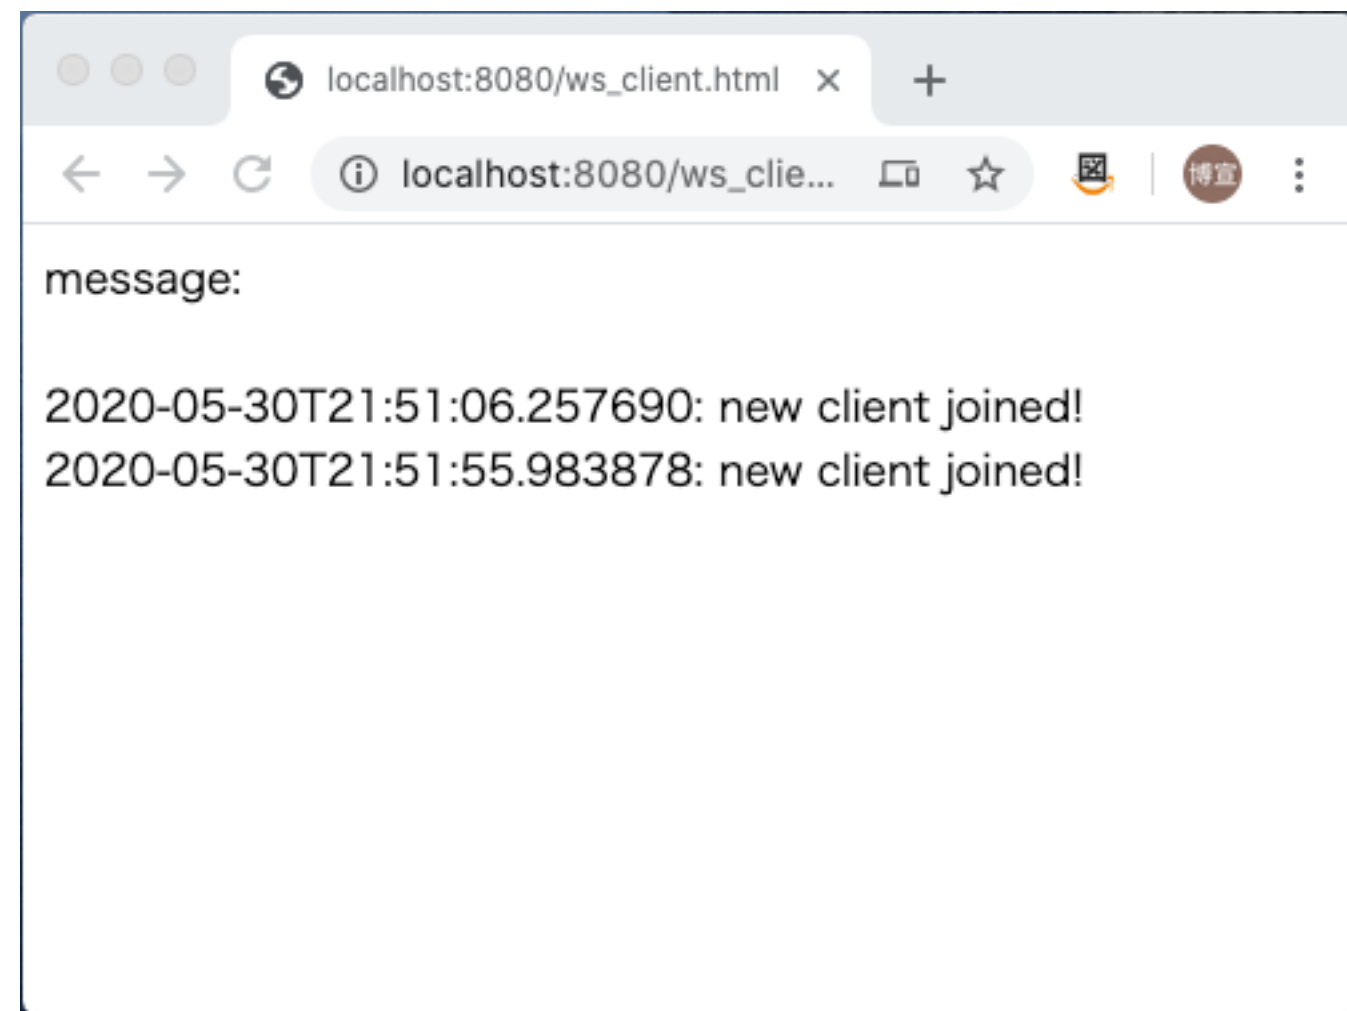 localhost:8080/ws_client.html
localhost:8080/ws_clie...
博宣
message:
2020-05-30T21:51:06.257690: new client joined!
2020-05-30T21:51:55.983878: new client joined!